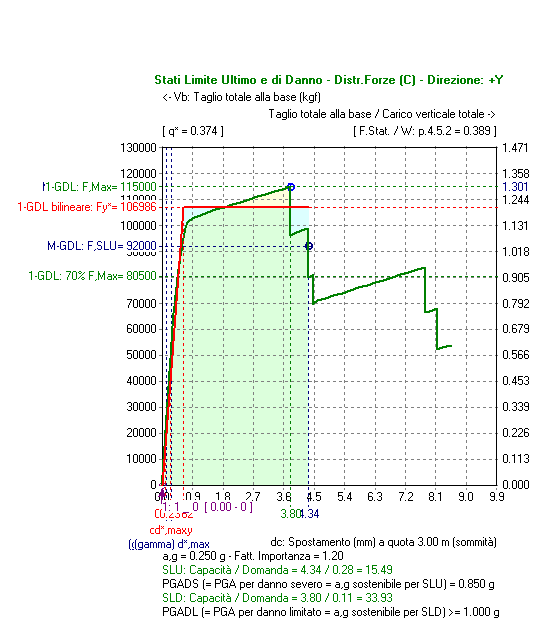 Stati Limite Ultimo e di Danno - Distr.Forze (C) - Direzione: +Y
<- Vb: Taglio totale alla base (kgf)
Taglio totale alla base / Carico verticale totale ->
[ q* = 0.374 ] [ F.Stat. / W: p.4.5.2 = 0.389 ]
130000 1.471
120000 1.358
1-GDL: F,Max= 115000 1.301
1.244
1-GDL bilineare: Fy*= 106986
100000 1.131
M-GDL: F,SLU= 92000 1.018
1-GDL: 70% F,Max= 80500 0.905
70000 0.792
60000 0.679
50000 0.566
40000 0.453
30000 0.339
20000 0.226
10000 0.113
0 0.000
0.9 1.8 2.7 3.6 4.5 5.4 6.3 7.2 8.1 9.0 9.9
[ 0.00 - 0 ]
3.80 4.34
cd*,max,y
d*,max
dc: Spostamento (mm) a quota 3.00 m (sommità)
a,g = 0.250 g - Fatt. Importanza = 1.20
SLU: Capacità / Domanda = 4.34 / 0.28 = 15.49
PGADS (= PGA per danno severo = a,g sostenibile per SLU) = 0.850 g
SLD: Capacità / Domanda = 3.80 / 0.11 = 33.93
PGADL (= PGA per danno limitato = a,g sostenibile per SLD) >= 1.000 g